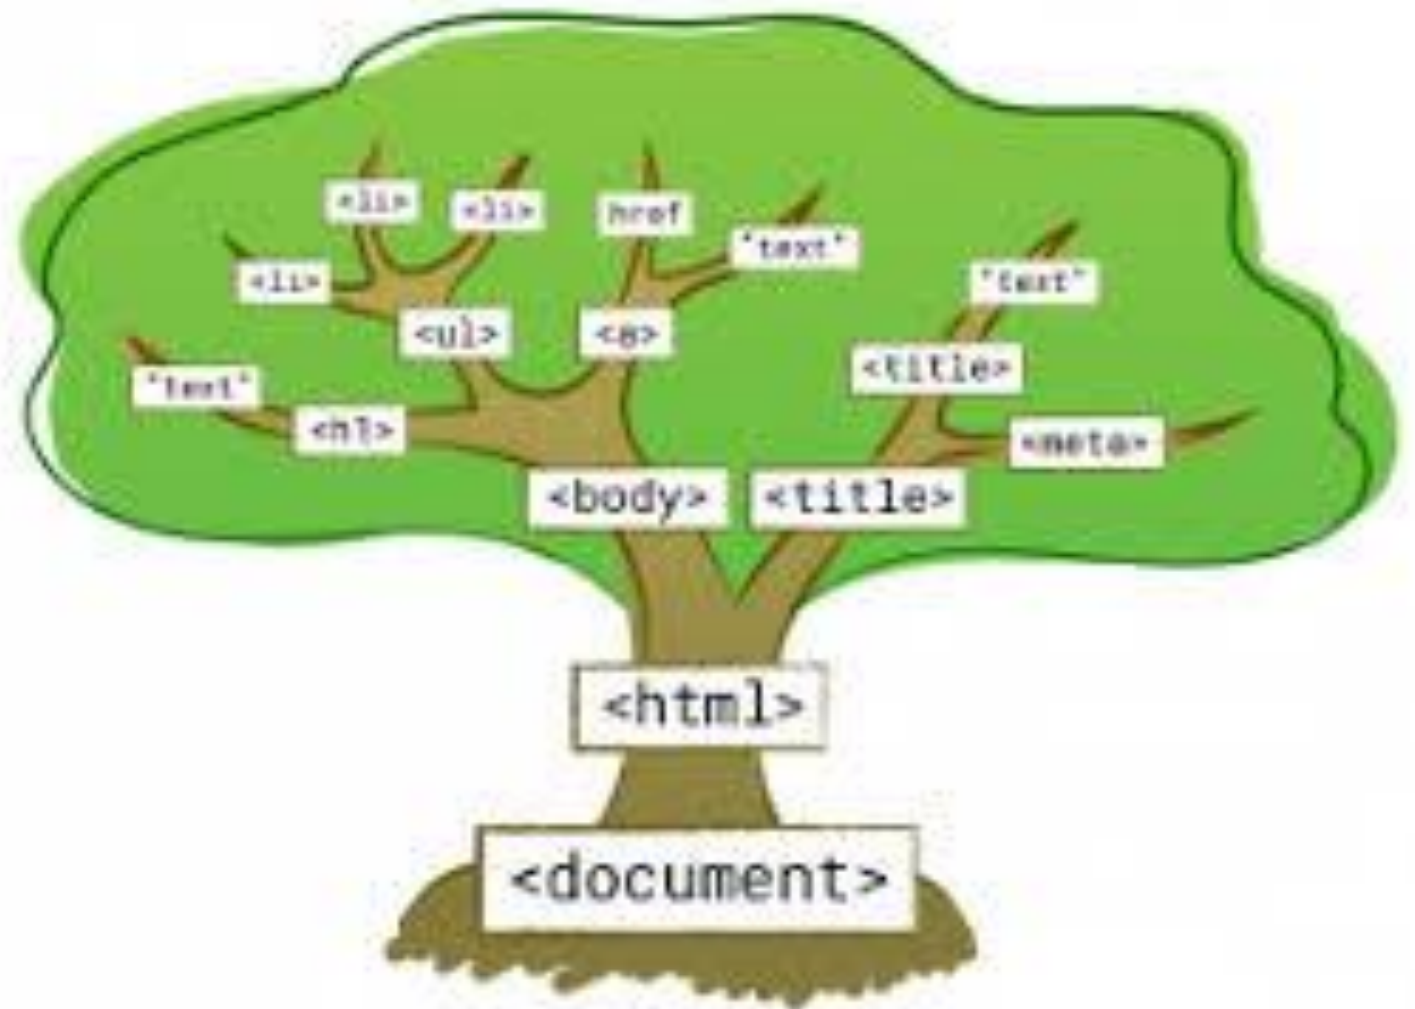 <li>
<li>
href
"text"
<li>
"text"
<ul>
<a>
<title>
"text"
<h1>
<meta>
<body>
<title>
<html>
<document>